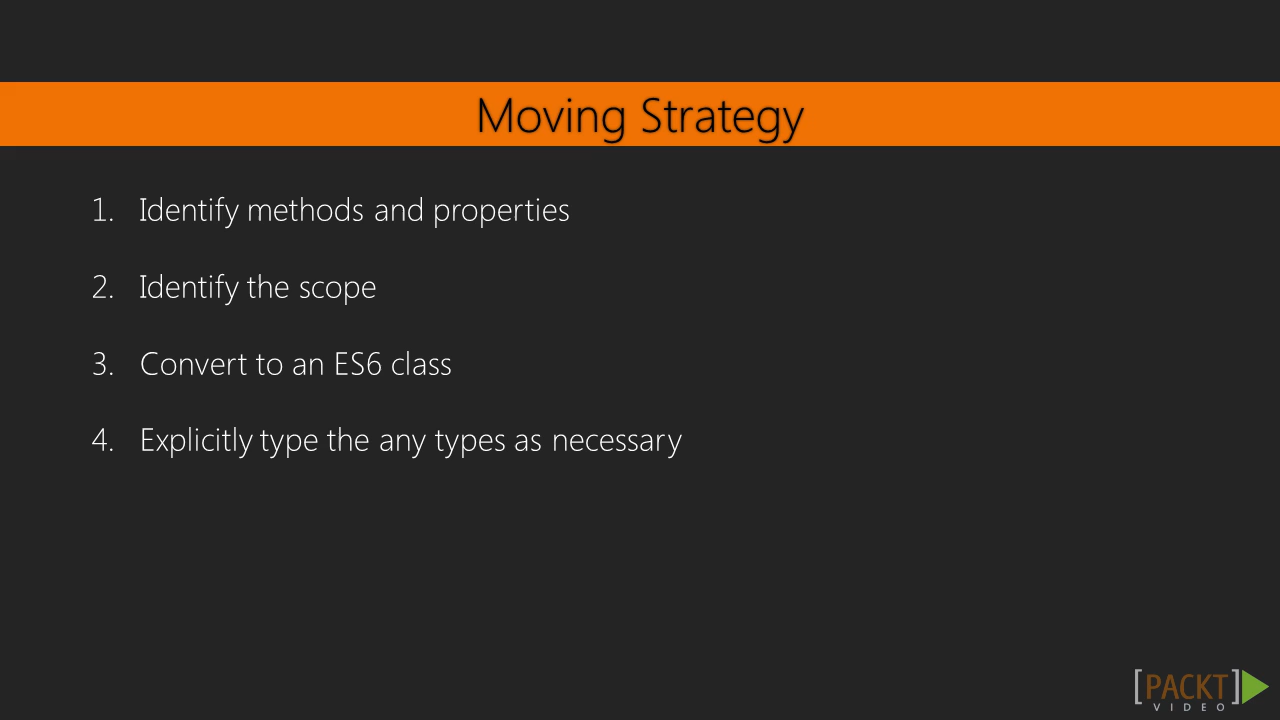 Moving Strategy
1. Identify methods and properties
2. Identify the scope
3. Convert to an ES6 class
4. Explicitly type the any types as necessary
[PACKT]
VIDEO